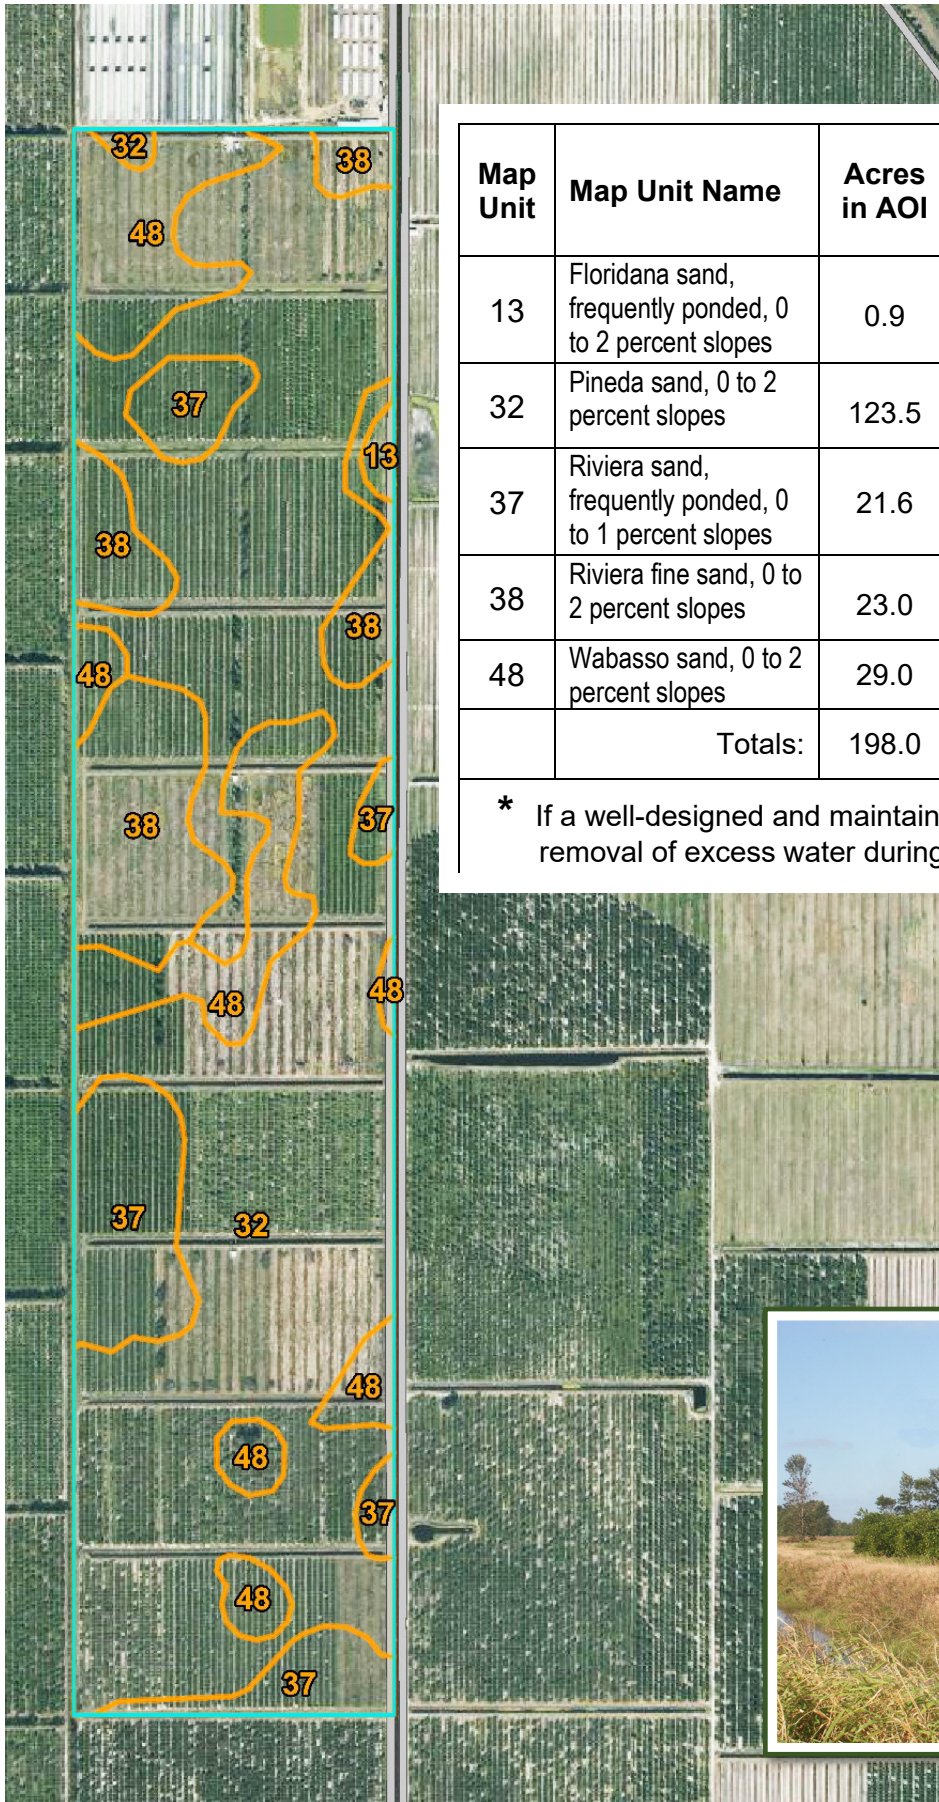 32
38
48
37
13
38
38
48
38
37
48
48
37
32
48
48
37
48
37
Map Unit
Map Unit Name
Acres in AOI
13
Floridana sand,
frequently ponded, 0
to 2 percent slopes
0.9
32
Pineda sand, 0 to 2
percent slopes
123.5
37
Riviera sand,
frequently ponded, 0
to 1 percent slopes
21.6
38
Riviera fine sand, 0 to
2 percent slopes
23.0
48
Wabasso sand, 0 to 2
percent slopes
29.0
Totals: 198.0
* If a well-designed and maintain
removal of excess water during